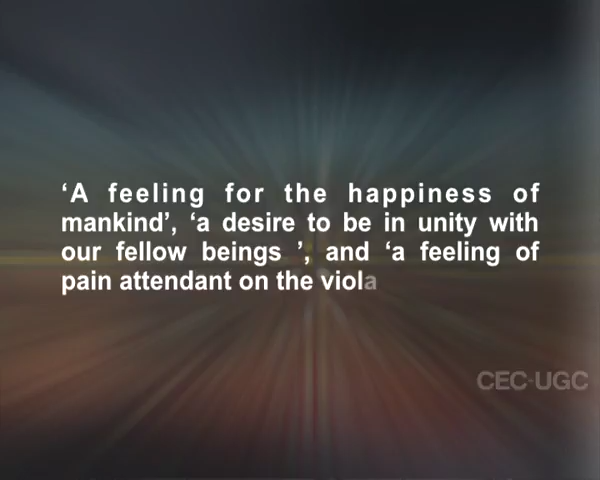 ‘A feeling for the happiness of
mankind’, ‘a desire to be in unity with
our fellow beings ’, and ‘a feeling of
pain attendant on the viola
CEC-UGC